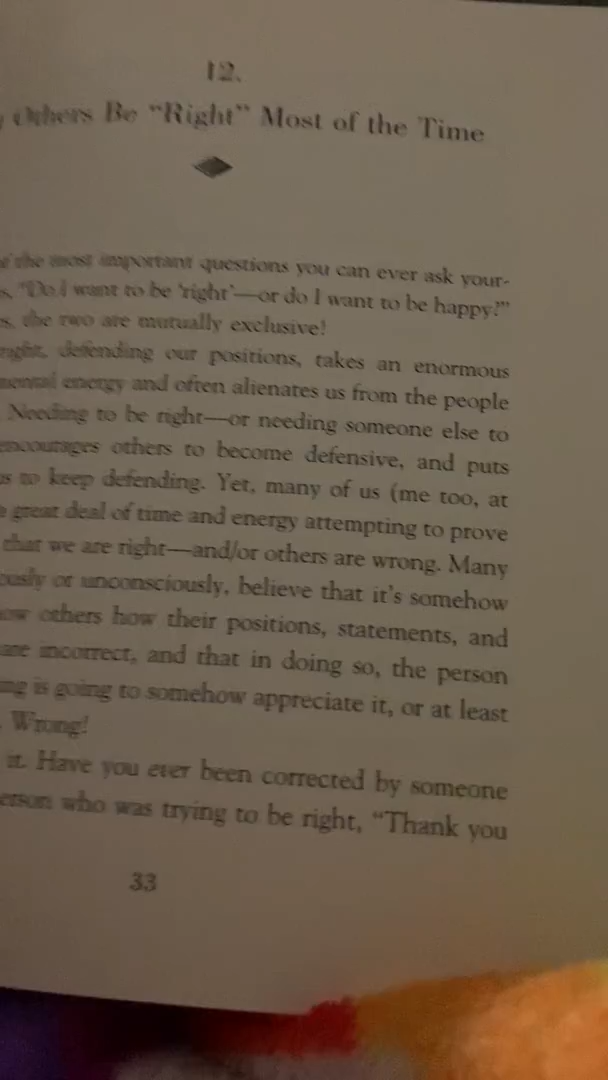 12.
Others Be “Right” Most of the Time
the most important questions you can ever ask your-
“Do I want to be ‘right’—or do I want to be happy?”
the two are mutually exclusive!
right, defending our positions, takes an enormous
mental energy and often alienates us from the people
Needing to be right—or needing someone else to
encourages others to become defensive, and puts
to keep defending. Yet, many of us (me too, at
great deal of time and energy attempting to prove
that we are right—and/or others are wrong. Many
or unconsciously, believe that it’s somehow
others how their positions, statements, and
are incorrect, and that in doing so, the person
is going to somehow appreciate it, or at least
Wrong!
it. Have you ever been corrected by someone
who was trying to be right, “Thank you
33